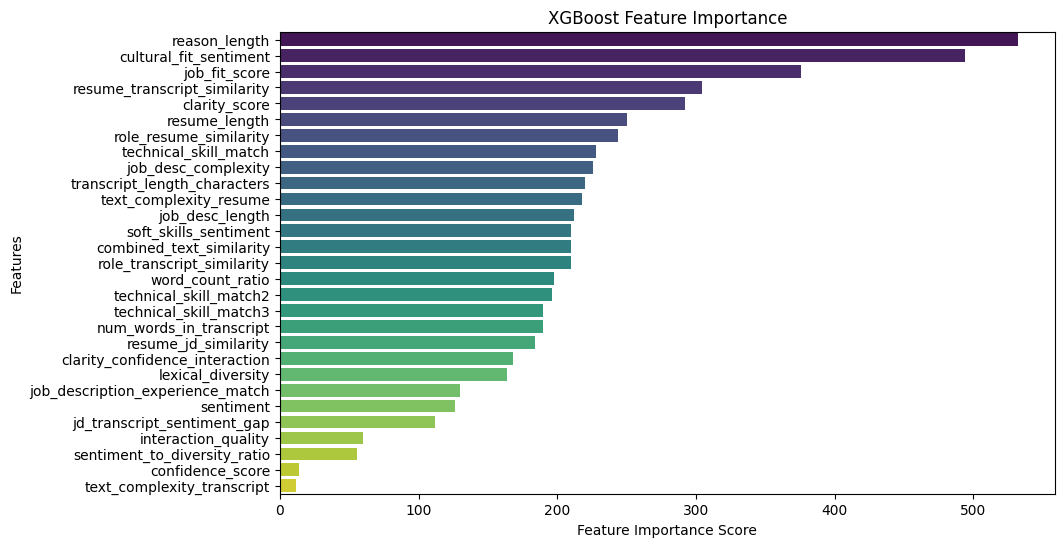 XGBoost Feature Importance
reason_length
cultural_fit_sentiment
job_fit_score
resume_transcript_similarity
clarity_score
resume_length
role_resume_similarity
technical_skill_match
job_desc_complexity
transcript_length_characters
text_complexity_resume
job_desc_length
soft_skills_sentiment
combined_text_similarity
role_transcript_similarity
word_count_ratio
technical_skill_match2
technical_skill_match3
num_words_in_transcript
resume_jd_similarity
clarity_confidence_interaction
lexical_diversity
job_description_experience_match
sentiment
jd_transcript_sentiment_gap
interaction_quality
sentiment_to_diversity_ratio
confidence_score
text_complexity_transcript
Features
0 100 200 300 400 500
Feature Importance Score